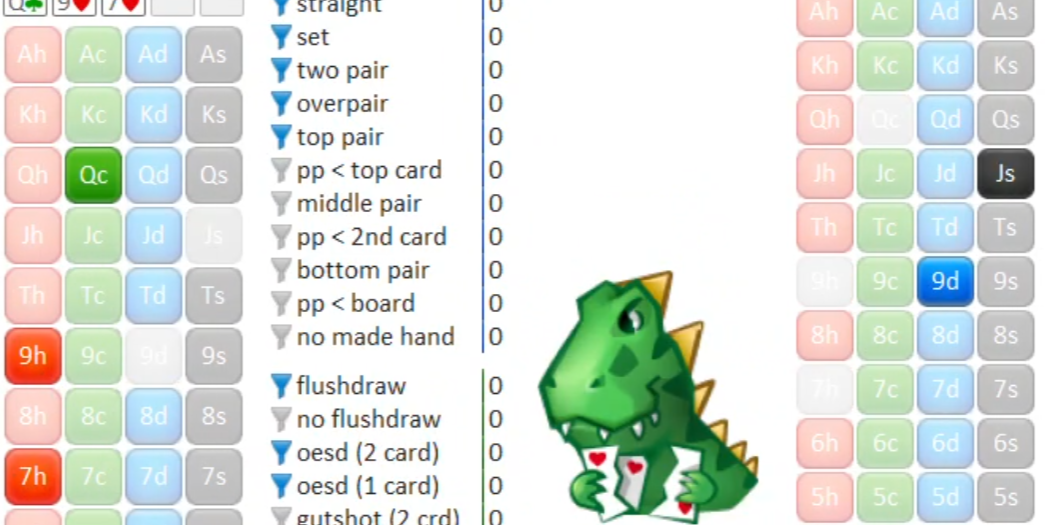 Q♣ 9♥ 7♥
Ah Ac Ad As
Kh Kc Kd Ks
Qh Qc Qd Qs
Jh Jc Jd Js
Th Tc Td Ts
9h 9c 9d 9s
8h 8c 8d 8s
7h 7c 7d 7s
straight 0
set 0
two pair 0
overpair 0
top pair 0
pp < top card 0
middle pair 0
pp < 2nd card 0
bottom pair 0
pp < board 0
no made hand 0
flushdraw 0
no flushdraw 0
oesd (2 card) 0
oesd (1 card) 0
gutshot (2 crd) 0
Ah Ac Ad As
Kh Kc Kd Ks
Qh Qc Qd Qs
Jh Jc Jd Js
Th Tc Td Ts
9h 9c 9d 9s
8h 8c 8d 8s
7h 7c 7d 7s
6h 6c 6d 6s
5h 5c 5d 5s